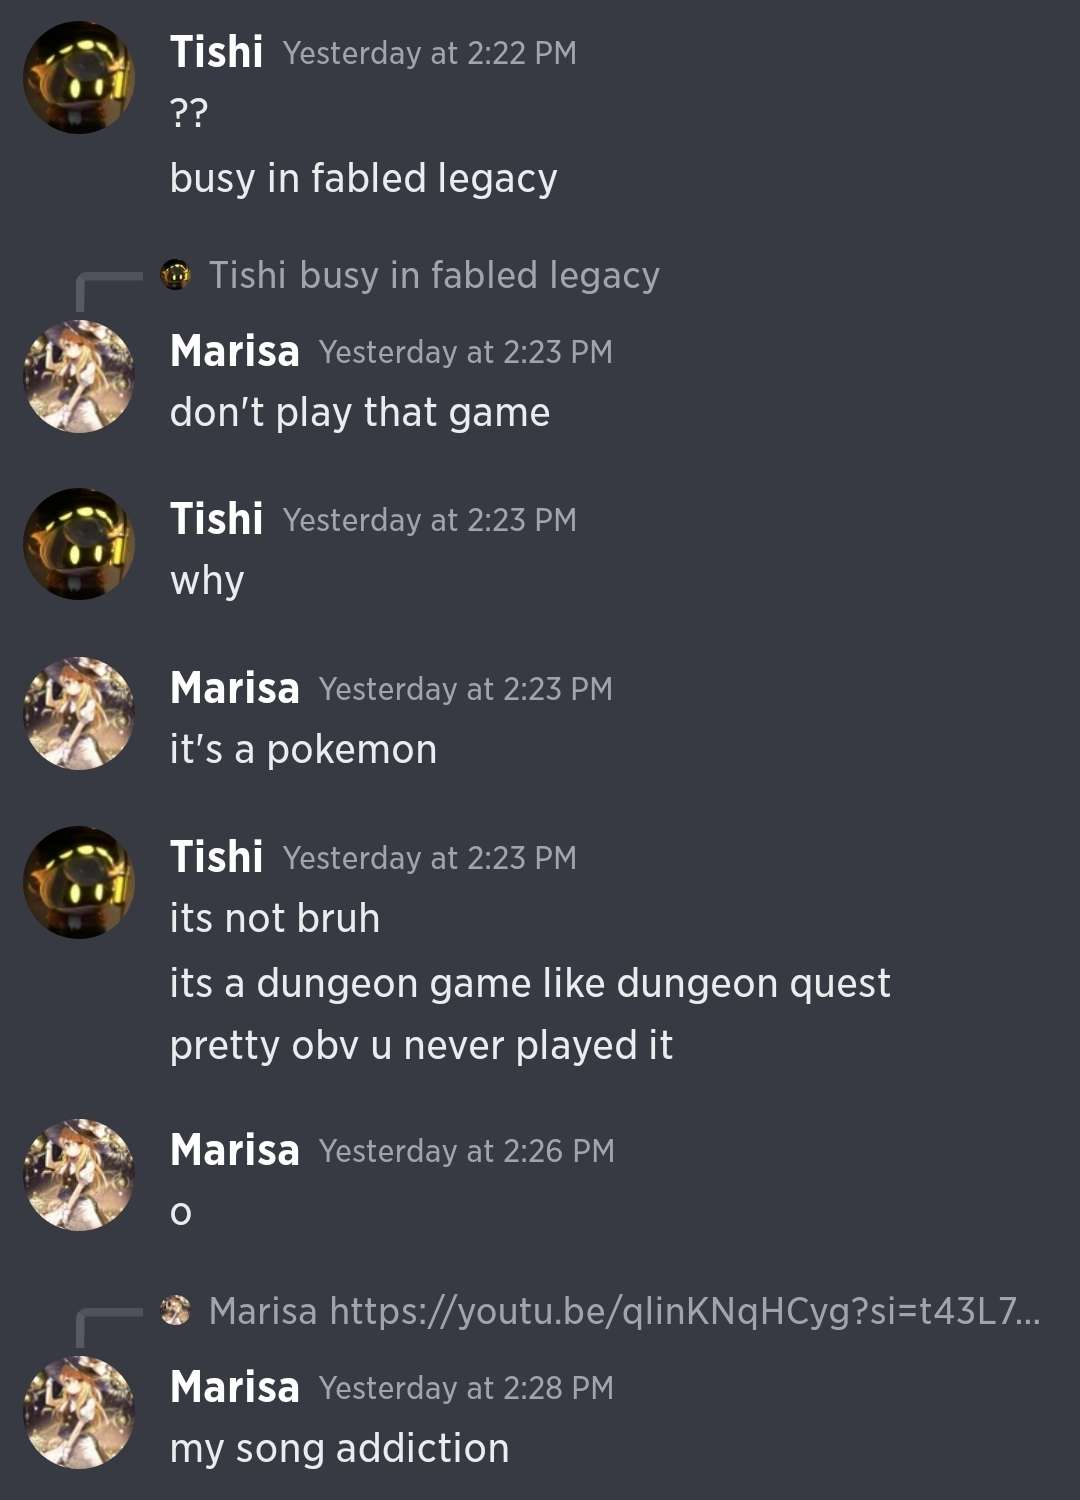 Tishi Yesterday at 2:22 PM
??
busy in fabled legacy
Tishi busy in fabled legacy
Marisa Yesterday at 2:23 PM
don't play that game
Tishi Yesterday at 2:23 PM
why
Marisa Yesterday at 2:23 PM
it's a pokemon
Tishi Yesterday at 2:23 PM
its not bruh
its a dungeon game like dungeon quest
pretty obv u never played it
Marisa Yesterday at 2:26 PM
o
Marisa https://youtu.be/qlinKNqHCyg?si=t43L7...
Marisa Yesterday at 2:28 PM
my song addiction